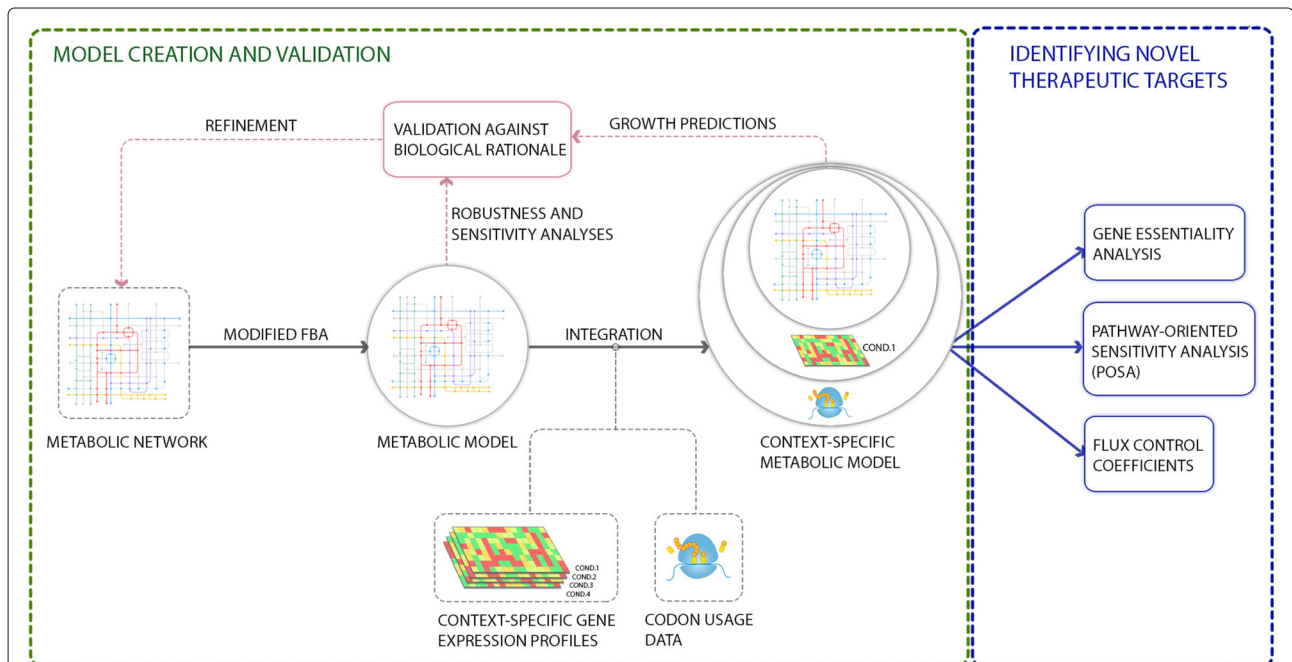 MODEL CREATION AND VALIDATION
IDENTIFYING NOVEL
THERAPEUTIC TARGETS
REFINEMENT
VALIDATION AGAINST
BIOLOGICAL RATIONALE
GROWTH PREDICTIONS
ROBUSTNESS AND
SENSITIVITY ANALYSES
GENE ESSENTIALITY
ANALYSIS
MODIFIED FBA
INTEGRATION
COND.1
PATHWAY-ORIENTED
SENSITIVITY ANALYSIS
(POSA)
METABOLIC NETWORK
METABOLIC MODEL
CONTEXT-SPECIFIC
METABOLIC MODEL
FLUX CONTROL
COEFFICIENTS
COND.1
COND.2
COND.3
COND.4
CONTEXT-SPECIFIC GENE
EXPRESSION PROFILES
CODON USAGE
DATA